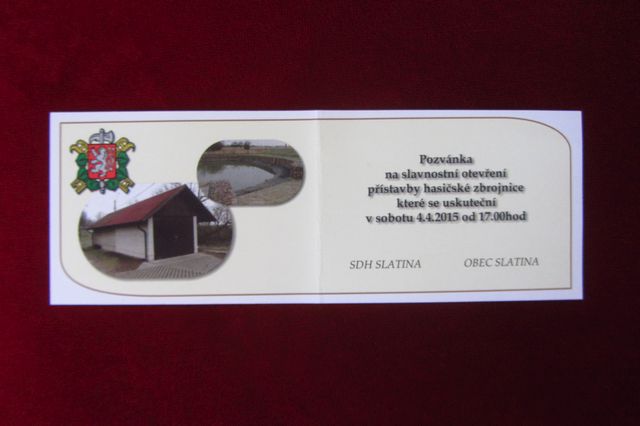 Pozvánka
na slavnostní otevření
přístavby hasičské zbrojnice
které se uskuteční
v sobotu 4.4.2015 od 17.00hod
SDH SLATINA OBEC SLATINA